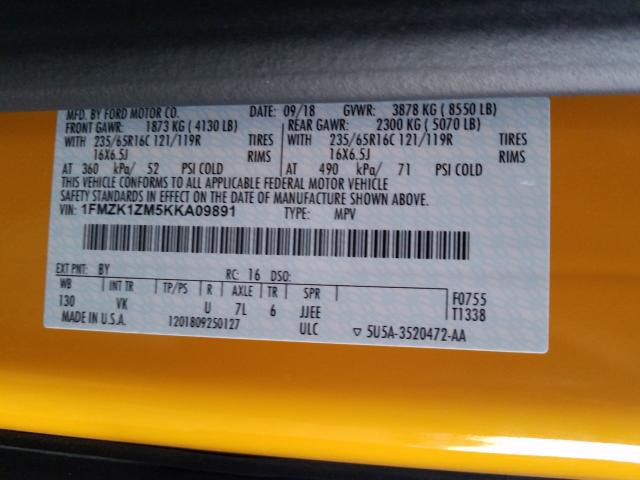 MFD. BY FORD MOTOR CO. DATE: 09/18 GVWR: 3878 KG ( 8550 LB)
FRONT GAWR: 1873 KG ( 4130 LB) REAR GAWR: 2300 KG ( 5070 LB)
WITH 235/65R16C 121/119R TIRES WITH 235/65R16C 121/119R TIRES
16X6.5J RIMS 16X6.5J RIMS
AT 360 kPa/ 52 PSI COLD AT 490 kPa/ 71 PSI COLD
THIS VEHICLE CONFORMS TO ALL APPLICABLE FEDERAL MOTOR VEHICLE
SAFETY STANDARDS IN EFFECT ON THE DATE OF MANUFACTURE SHOWN ABOVE.
VIN: 1FMZK1ZM5KKA09891 TYPE: MPV
EXT PNT: BY RC: 16 DSO:
WB INT TR TP/PS R AXLE TR SPR F0755
130 VK U 7L 6 JJEE T1338
MADE IN U.S.A. 1201809250127 ULC ▽ 5U5A-3520472-AA